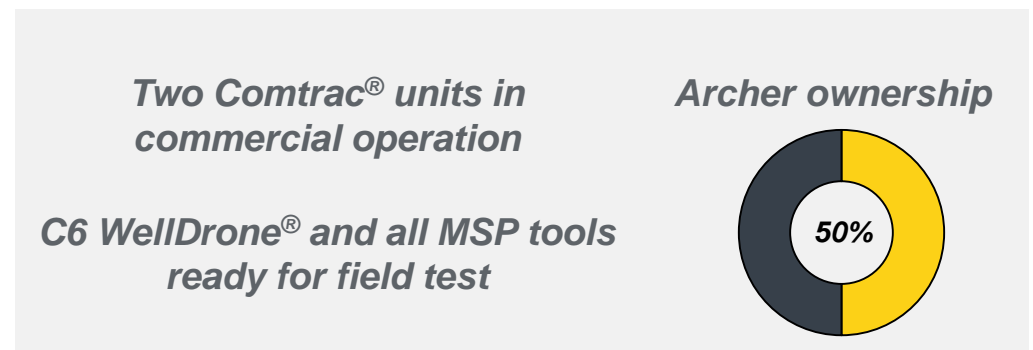 Two Comtrac® units in
commercial operation
C6 WellDrone® and all MSP tools
ready for field test
Archer ownership
50%